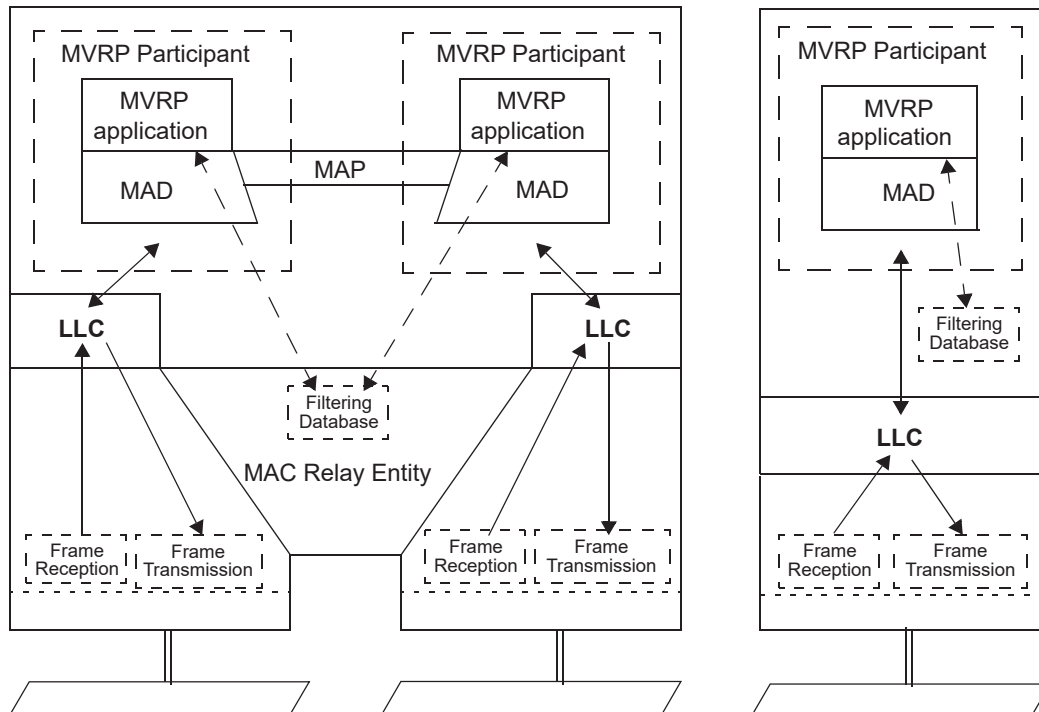 MVRP Participant
MVRP
application
MAD
MAP
MVRP Participant
MVRP
application
MAD
LLC
LLC
Filtering
Database
MAC Relay Entity
Frame
Reception
Frame
Transmission
Frame
Reception
Frame
Transmission
MVRP Participant
MVRP
application
MAD
Filtering
Database
LLC
Frame
Reception
Frame
Transmission